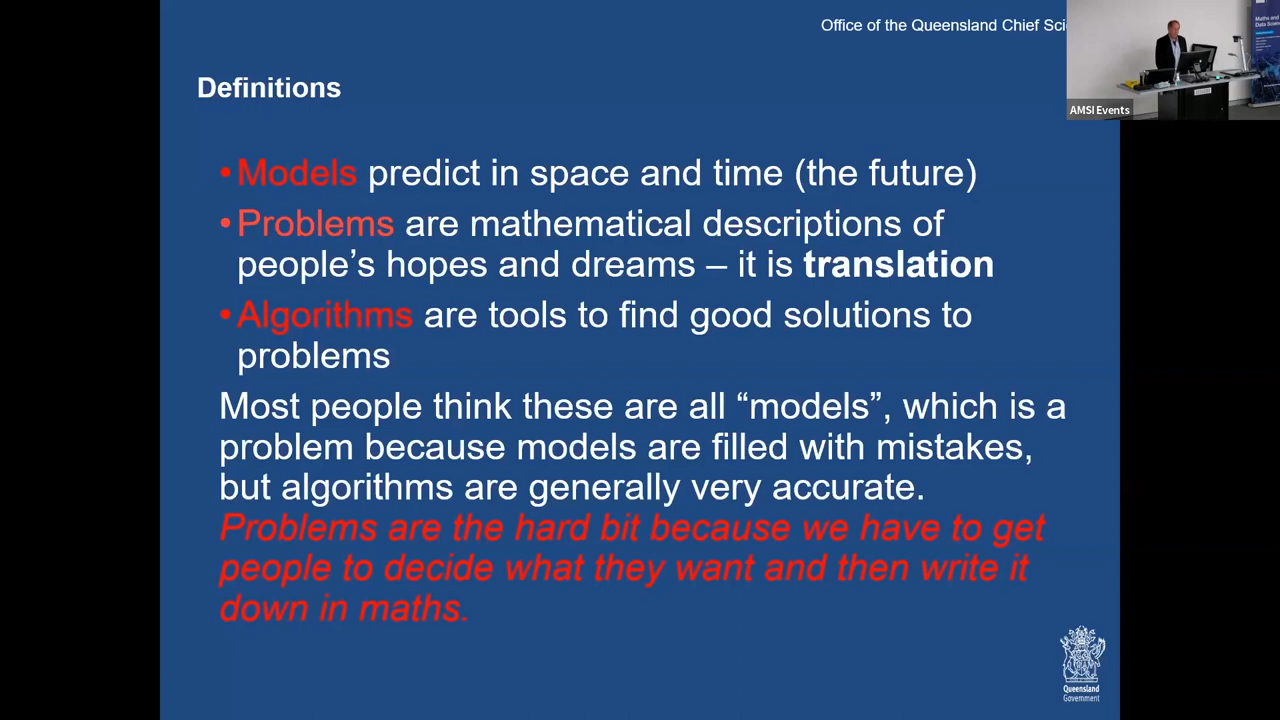 Office of the Queensland Chief
Definitions
•Models predict in space and time (the future)
•Problems are mathematical descriptions of
people’s hopes and dreams – it is translation
•Algorithms are tools to find good solutions to
problems
Most people think these are all “models”, which is a
problem because models are filled with mistakes,
but algorithms are generally very accurate.
Problems are the hard bit because we have to get
people to decide what they want and then write it
down in maths.
Maths and
Data Science
AMSI Events
Queensland
Government